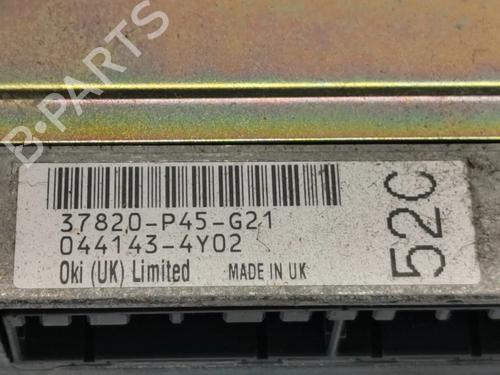 B-PARTS
37820-P45-G21
044143-4Y02
Oki (UK) Limited MADE IN UK
52C